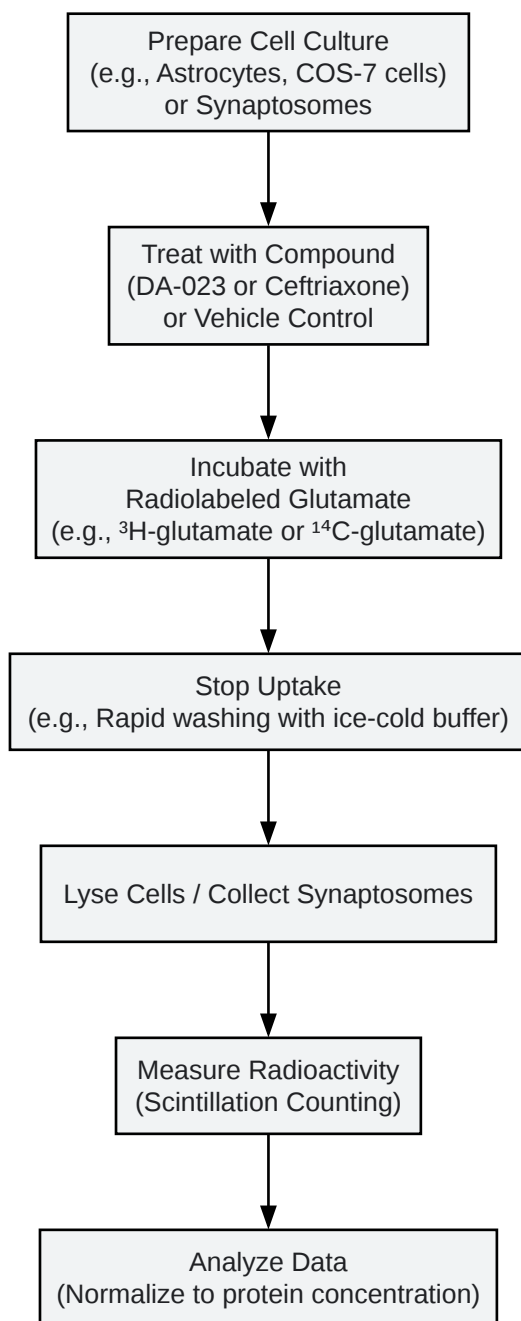 Prepare Cell Culture
(e.g., Astrocytes, COS-7 cells)
or Synaptosomes
Treat with Compound
(DA-023 or Ceftriaxone)
or Vehicle Control
Incubate with
Radiolabeled Glutamate
(e.g., ³H-glutamate or ¹⁴C-glutamate)
Stop Uptake
(e.g., Rapid washing with ice-cold buffer)
Lyse Cells / Collect Synaptosomes
Measure Radioactivity
(Scintillation Counting)
Analyze Data
(Normalize to protein concentration)